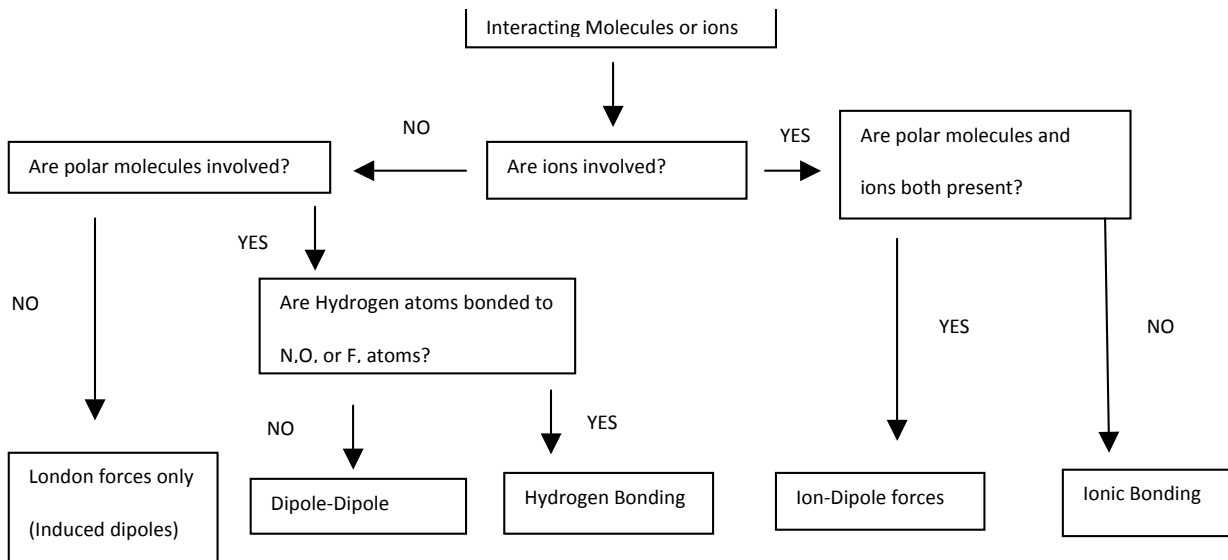 Interacting Molecules or ions
NO
YES
Are polar molecules involved?
Are ions involved?
Are polar molecules and
ions both present?
YES
NO
Are Hydrogen atoms bonded to
N,O, or F, atoms?
YES
NO
NO
YES
London forces only
(Induced dipoles)
Dipole-Dipole
Hydrogen Bonding
Ion-Dipole forces
Ionic Bonding